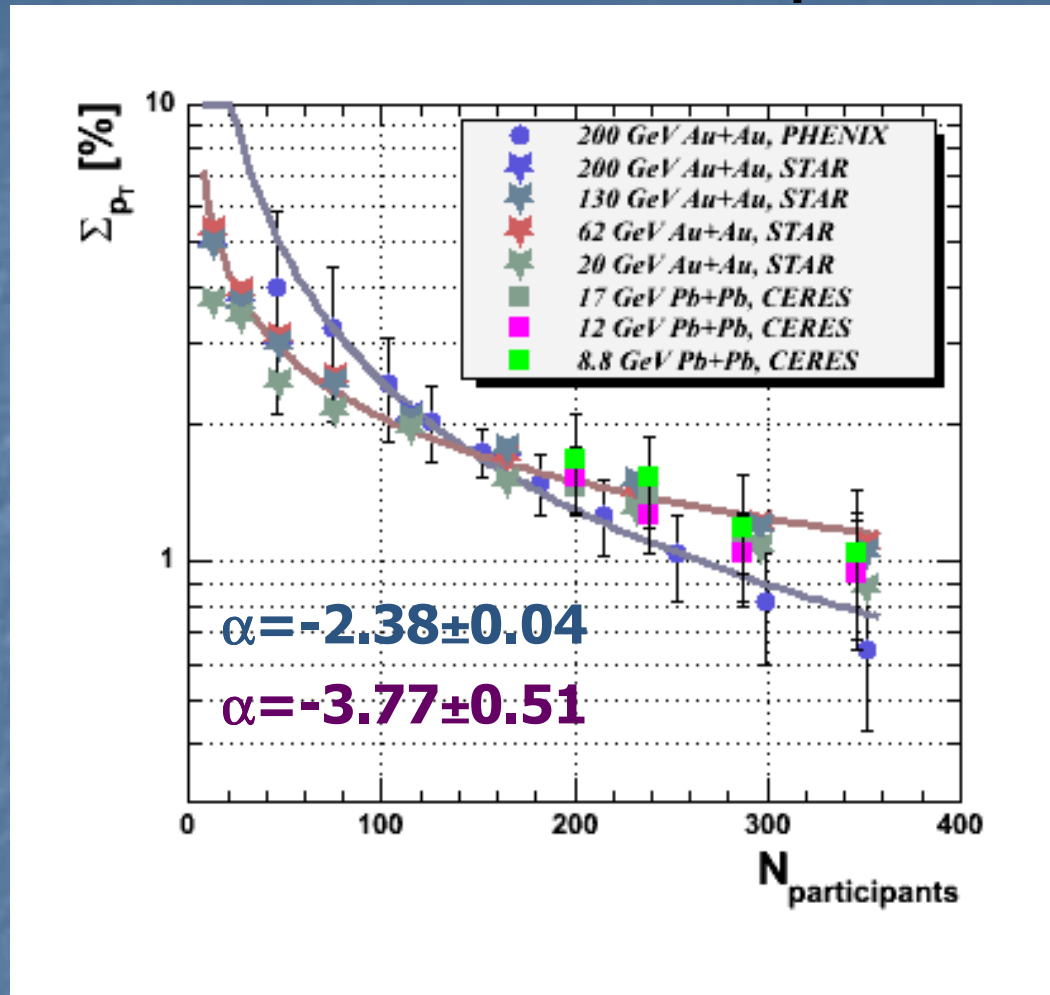 ΣpT [%]
10
200 GeV Au+Au, PHENIX
200 GeV Au+Au, STAR
130 GeV Au+Au, STAR
62 GeV Au+Au, STAR
20 GeV Au+Au, STAR
17 GeV Pb+Pb, CERES
12 GeV Pb+Pb, CERES
8.8 GeV Pb+Pb, CERES
1
α=-2.38±0.04
α=-3.77±0.51
0 100 200 300 400
Nparticipants